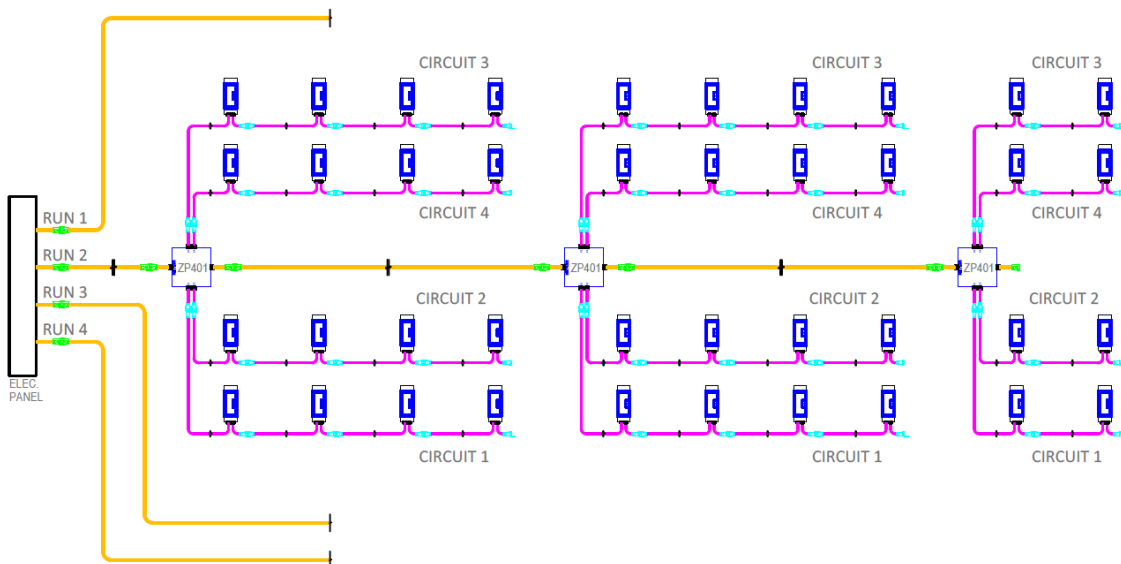 CIRCUIT 3
CIRCUIT 3
CIRCUIT 3
CIRCUIT 4
CIRCUIT 4
CIRCUIT 4
RUN 1
RUN 2
ZP401
ZP401
ZP401
RUN 3
CIRCUIT 2
CIRCUIT 2
CIRCUIT 2
RUN 4
ELEC.
PANEL
CIRCUIT 1
CIRCUIT 1
CIRCUIT 1